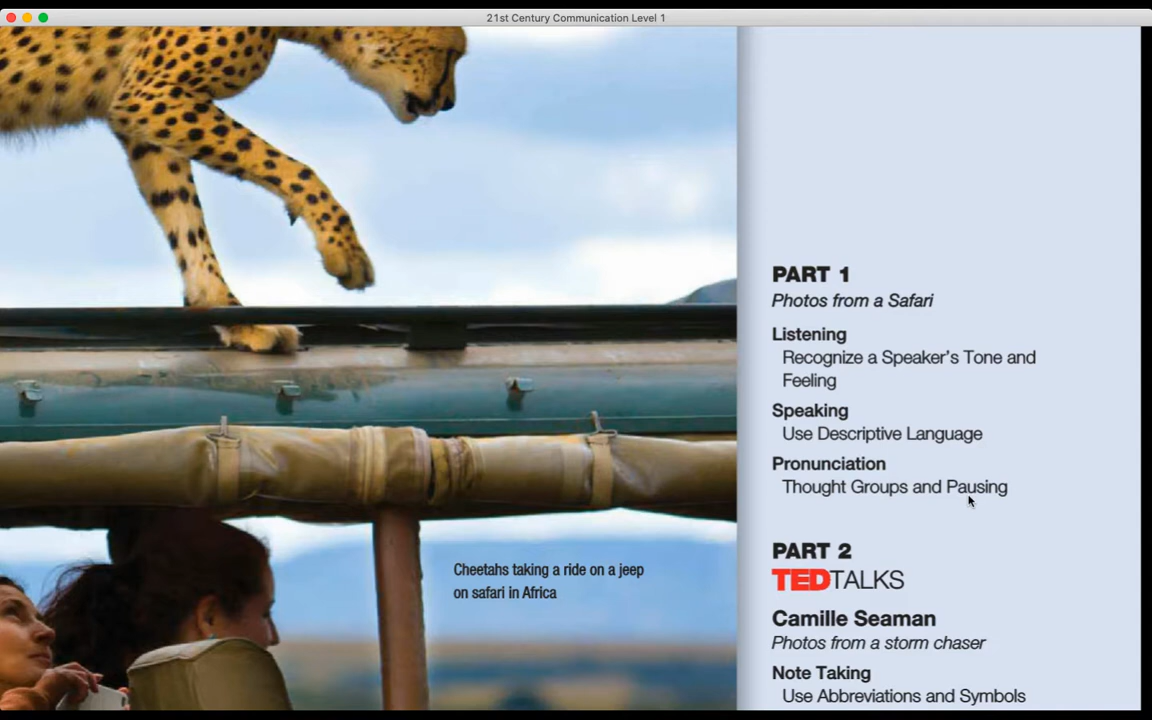 21st Century Communication Level 1
Cheetahs taking a ride on a jeep
on safari in Africa
PART 1
Photos from a Safari
Listening
Recognize a Speaker's Tone and
Feeling
Speaking
Use Descriptive Language
Pronunciation
Thought Groups and Pausing
PART 2
TEDTALKS
Camille Seaman
Photos from a storm chaser
Note Taking
Use Abbreviations and Symbols